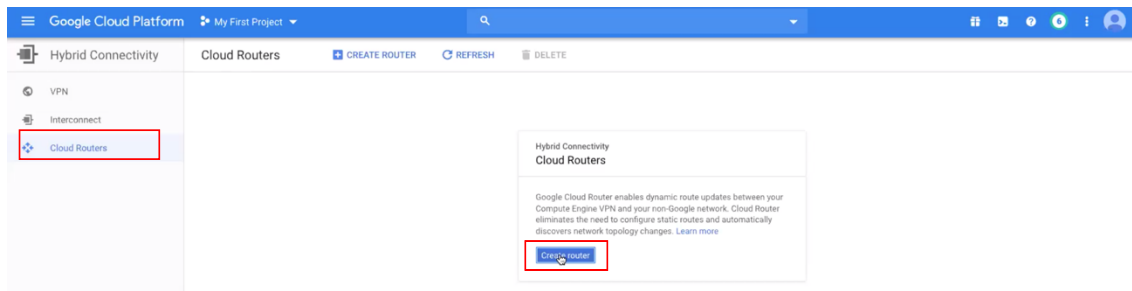 Google Cloud Platform My First Project 6
Hybrid Connectivity Cloud Routers CREATE ROUTER REFRESH DELETE
VPN
Interconnect
Cloud Routers
Hybrid Connectivity
Cloud Routers
Google Cloud Router enables dynamic route updates between your
Compute Engine VPN and your non-Google network. Cloud Router
eliminates the need to configure static routes and automatically
discovers network topology changes. Learn more
Create router